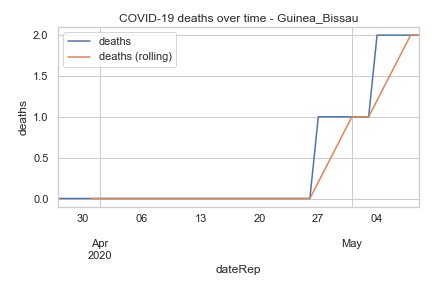 COVID-19 deaths over time - Guinea_Bissau
deaths
deaths (rolling)
deaths
2.0
1.5
1.0
0.5
0.0
30 06 13 20 27 04
Apr May
2020
dateRep